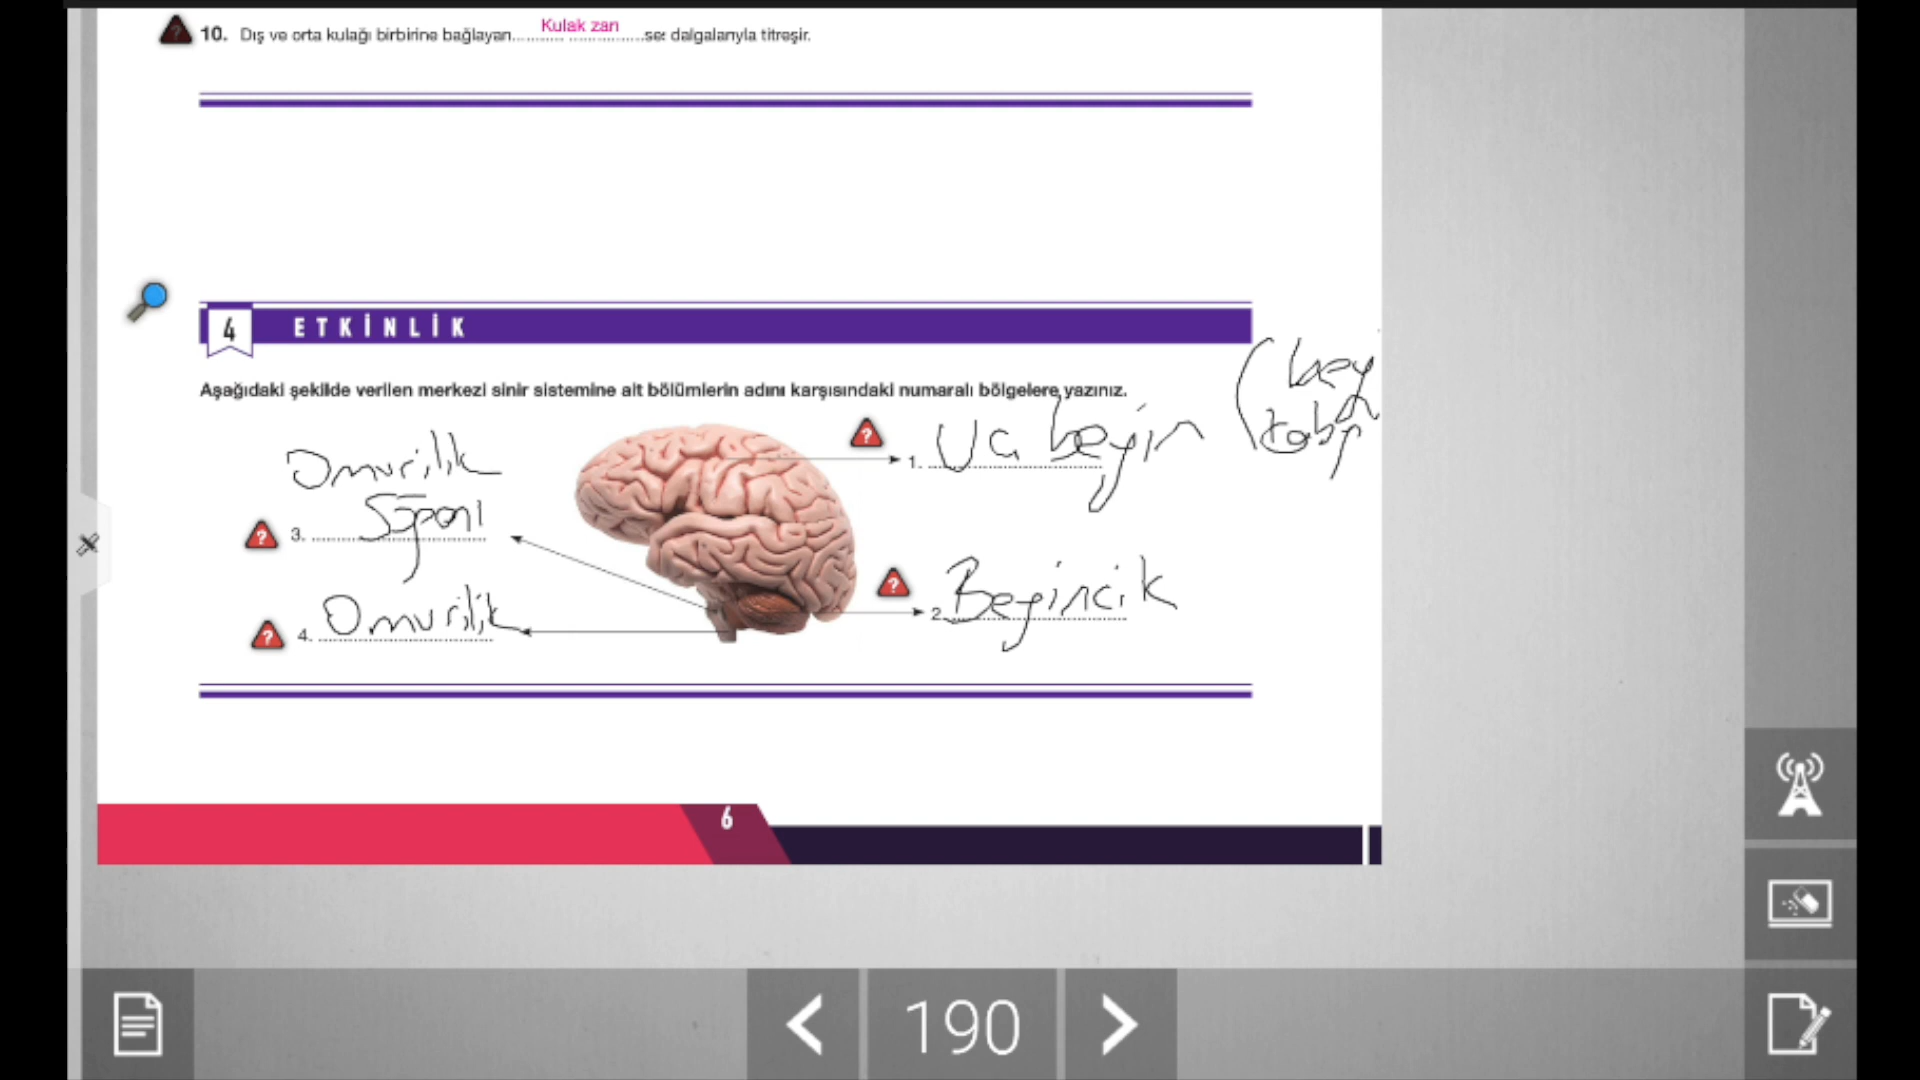 10. Dış ve orta kulağı birbirine bağlayan.......... Kulak zarı ..............ses dalgalarıyla titreşir.
4 ETKİNLİK
Aşağıdaki şekilde verilen merkezi sinir sistemine ait bölümlerin adını karşısındaki numaralı bölgelere yazınız.
1. Uc beyin
(bey
Omurilik
Soğanı
3.
2. Beyincik
4. Omurilik
6
190